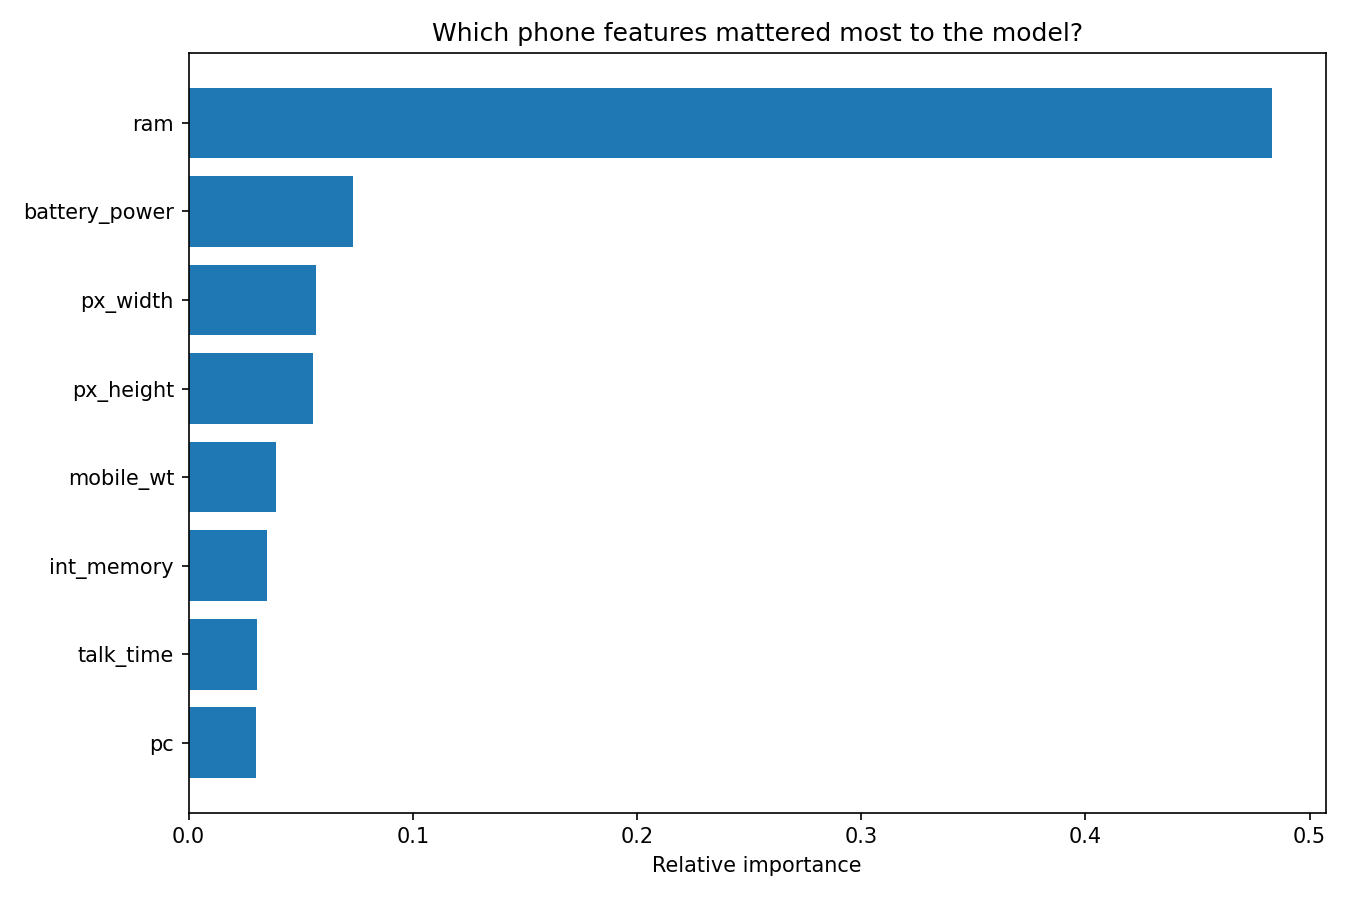 Which phone features mattered most to the model?
ram
battery_power
px_width
px_height
mobile_wt
int_memory
talk_time
pc
0.0 0.1 0.2 0.3 0.4 0.5
Relative importance